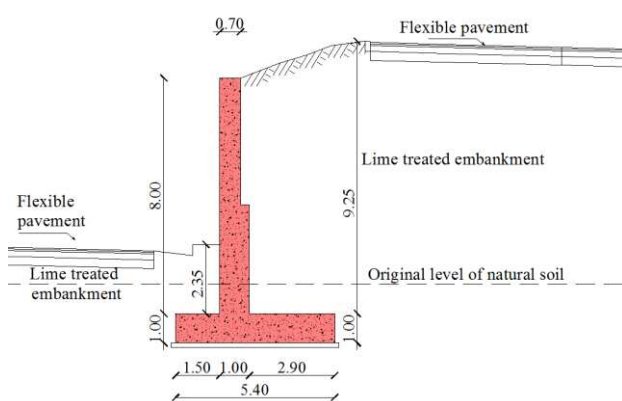 0.70
Flexible pavement
Lime treated embankment
8.00
9.25
Flexible
pavement
Lime treated
embankment
2.35
Original level of natural soil
1.00
1.00
1.50 1.00 2.90
5.40